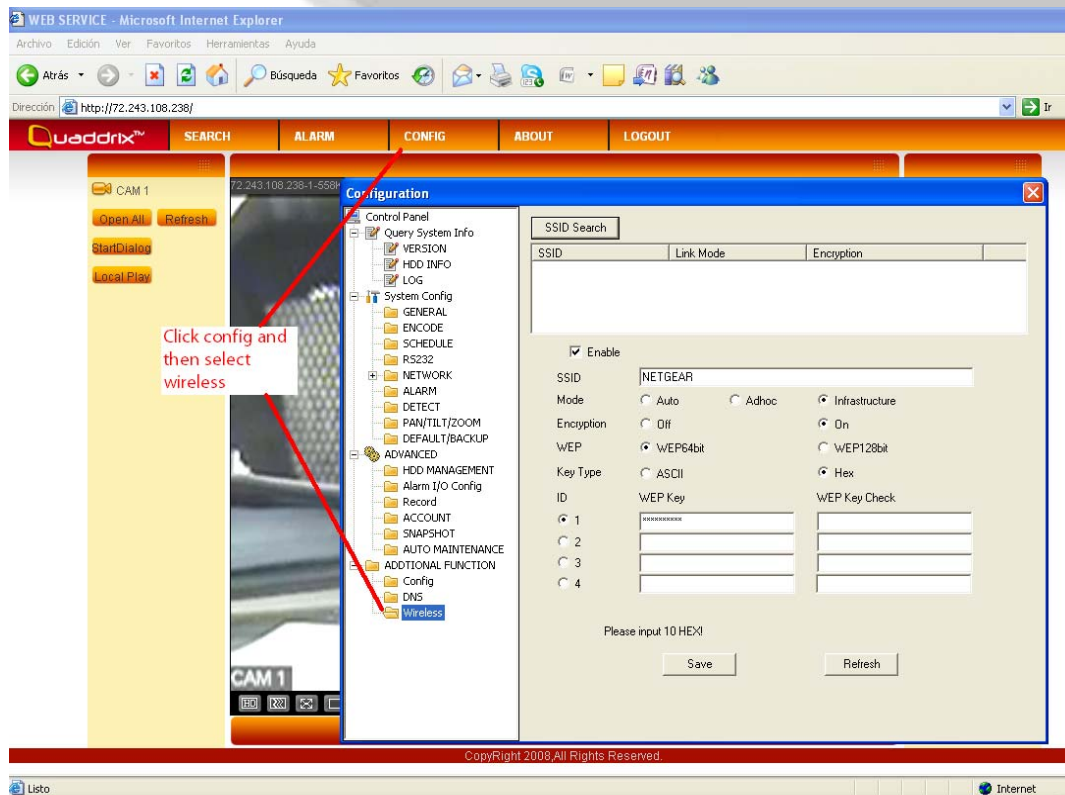 WEB SERVICE - Microsoft Internet Explorer
Archivo Edición Ver Favoritos Herramientas Ayuda
Atrás Búsqueda Favoritos
Dirección http://72.243.108.238/ Ir
Quaddrix™ SEARCH ALARM CONFIG ABOUT LOGOUT
CAM 1
Open All Refresh
StartDialog
Local Play
72.243.108.238-1-558
Click config and
then select
wireless
CAM 1
Configuration
Control Panel
Query System Info
VERSION
HDD INFO
LOG
System Config
GENERAL
ENCODE
SCHEDULE
RS232
NETWORK
ALARM
DETECT
PAN/TILT/ZOOM
DEFAULT/BACKUP
ADVANCED
HDD MANAGEMENT
Alarm I/O Config
Record
ACCOUNT
SNAPSHOT
AUTO MAINTENANCE
ADDTIONAL FUNCTION
Config
DNS
Wireless
SSID Search
SSID Link Mode Encryption
Enable
SSID NETGEAR
Mode Auto Adhoc Infrastructure
Encryption Off On
WEP WEP64bit WEP128bit
Key Type ASCII Hex
ID WEP Key WEP Key Check
1 **********
2
3
4
Please input 10 HEX!
Save Refresh
CopyRight 2008,All Rights Reserved.
Listo Internet